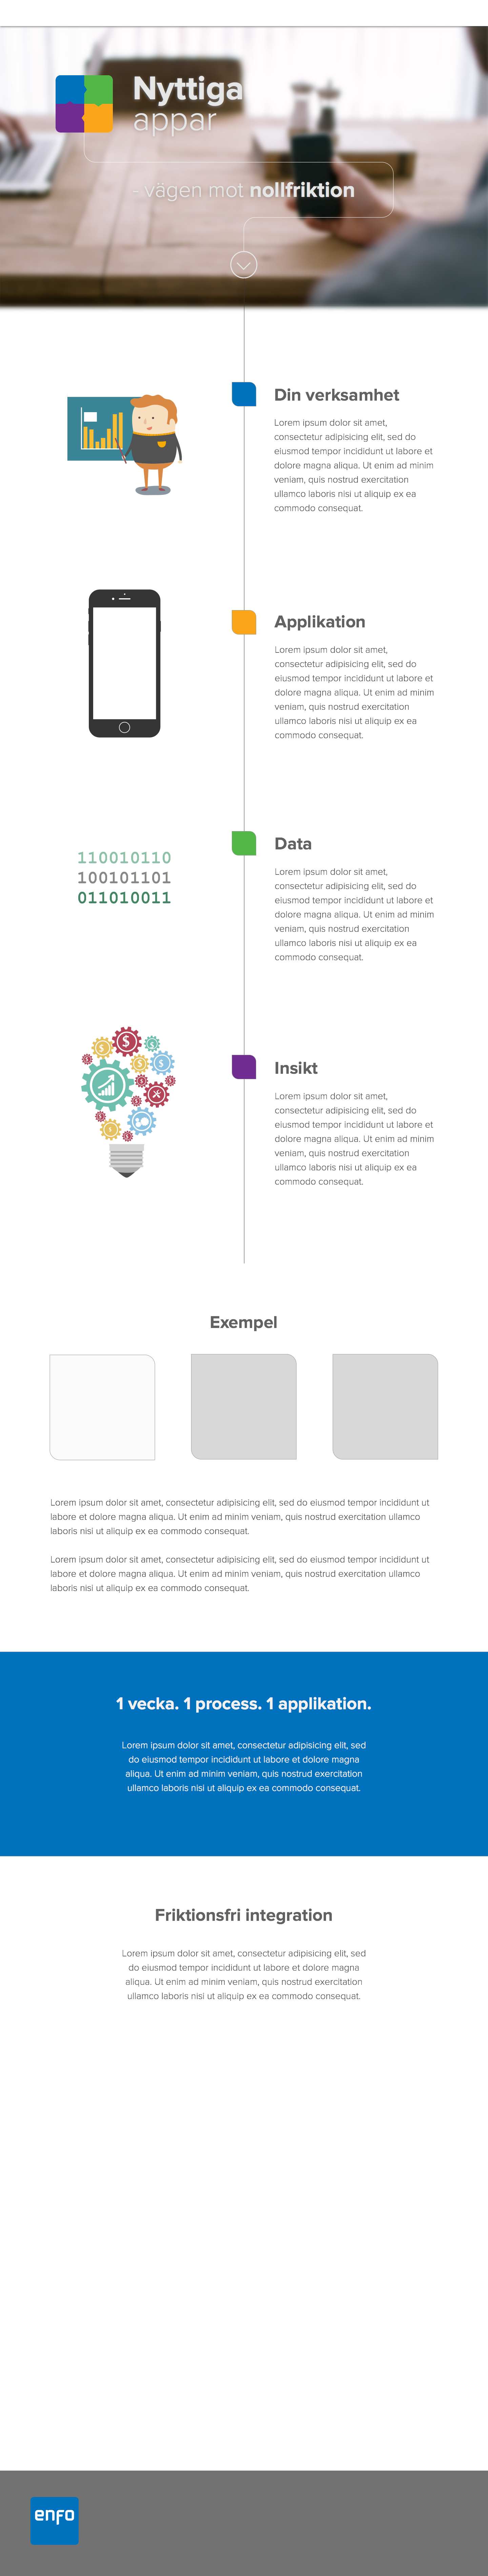 Nyttiga
appar
- vägen mot nollfriktion
Din verksamhet
Lorem ipsum dolor sit amet,
consectetur adipisicing elit, sed do
eiusmod tempor incididunt ut labore et
dolore magna aliqua. Ut enim ad minim
veniam, quis nostrud exercitation
ullamco laboris nisi ut aliquip ex ea
commodo consequat.
Applikation
Lorem ipsum dolor sit amet,
consectetur adipisicing elit, sed do
eiusmod tempor incididunt ut labore et
dolore magna aliqua. Ut enim ad minim
veniam, quis nostrud exercitation
ullamco laboris nisi ut aliquip ex ea
commodo consequat.
110010110
100101101
011010011
Data
Lorem ipsum dolor sit amet,
consectetur adipisicing elit, sed do
eiusmod tempor incididunt ut labore et
dolore magna aliqua. Ut enim ad minim
veniam, quis nostrud exercitation
ullamco laboris nisi ut aliquip ex ea
commodo consequat.
Insikt
Lorem ipsum dolor sit amet,
consectetur adipisicing elit, sed do
eiusmod tempor incididunt ut labore et
dolore magna aliqua. Ut enim ad minim
veniam, quis nostrud exercitation
ullamco laboris nisi ut aliquip ex ea
commodo consequat.
Exempel
Lorem ipsum dolor sit amet, consectetur adipisicing elit, sed do eiusmod tempor incididunt ut
labore et dolore magna aliqua. Ut enim ad minim veniam, quis nostrud exercitation ullamco
laboris nisi ut aliquip ex ea commodo consequat.
Lorem ipsum dolor sit amet, consectetur adipisicing elit, sed do eiusmod tempor incididunt ut
labore et dolore magna aliqua. Ut enim ad minim veniam, quis nostrud exercitation ullamco
laboris nisi ut aliquip ex ea commodo consequat.
1 vecka. 1 process. 1 applikation.
Lorem ipsum dolor sit amet, consectetur adipisicing elit, sed
do eiusmod tempor incididunt ut labore et dolore magna
aliqua. Ut enim ad minim veniam, quis nostrud exercitation
ullamco laboris nisi ut aliquip ex ea commodo consequat.
Friktionsfri integration
Lorem ipsum dolor sit amet, consectetur adipisicing elit, sed
do eiusmod tempor incididunt ut labore et dolore magna
aliqua. Ut enim ad minim veniam, quis nostrud exercitation
ullamco laboris nisi ut aliquip ex ea commodo consequat.
enfo